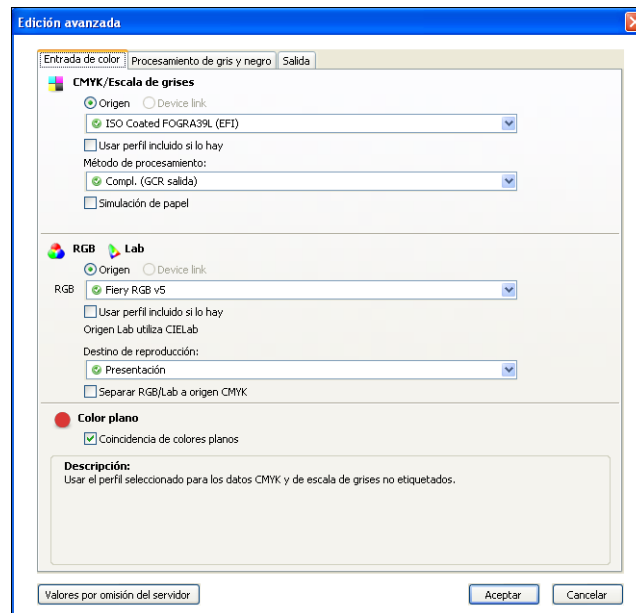 Edición avanzada
Entrada de color Procesamiento de gris y negro Salida
CMYK/Escala de grises
Origen Device link
ISO Coated FOGRA39L (EFI)
Usar perfil incluido si lo hay
Método de procesamiento:
Compl. (GCR salida)
Simulación de papel
RGB Lab
Origen Device link
RGB Fiery RGB v5
Usar perfil incluido si lo hay
Origen Lab utiliza CIELab
Destino de reproducción:
Presentación
Separar RGB/Lab a origen CMYK
Color plano
Coincidencia de colores planos
Descripción:
Usar el perfil seleccionado para los datos CMYK y de escala de grises no etiquetados.
Valores por omisión del servidor Aceptar Cancelar